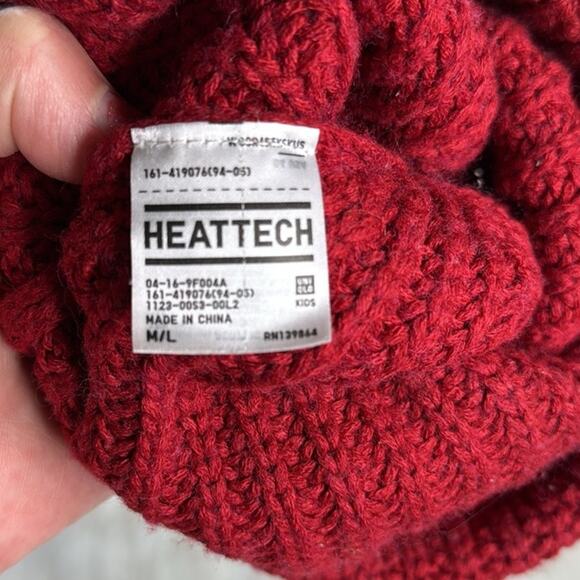 161-419076(94-05)
HEATTECH
04-16-9F004A
161-419076(94-05)
1123-0053-00L2
MADE IN CHINA
M/L
UNI
QLO
KIDS
RN139864